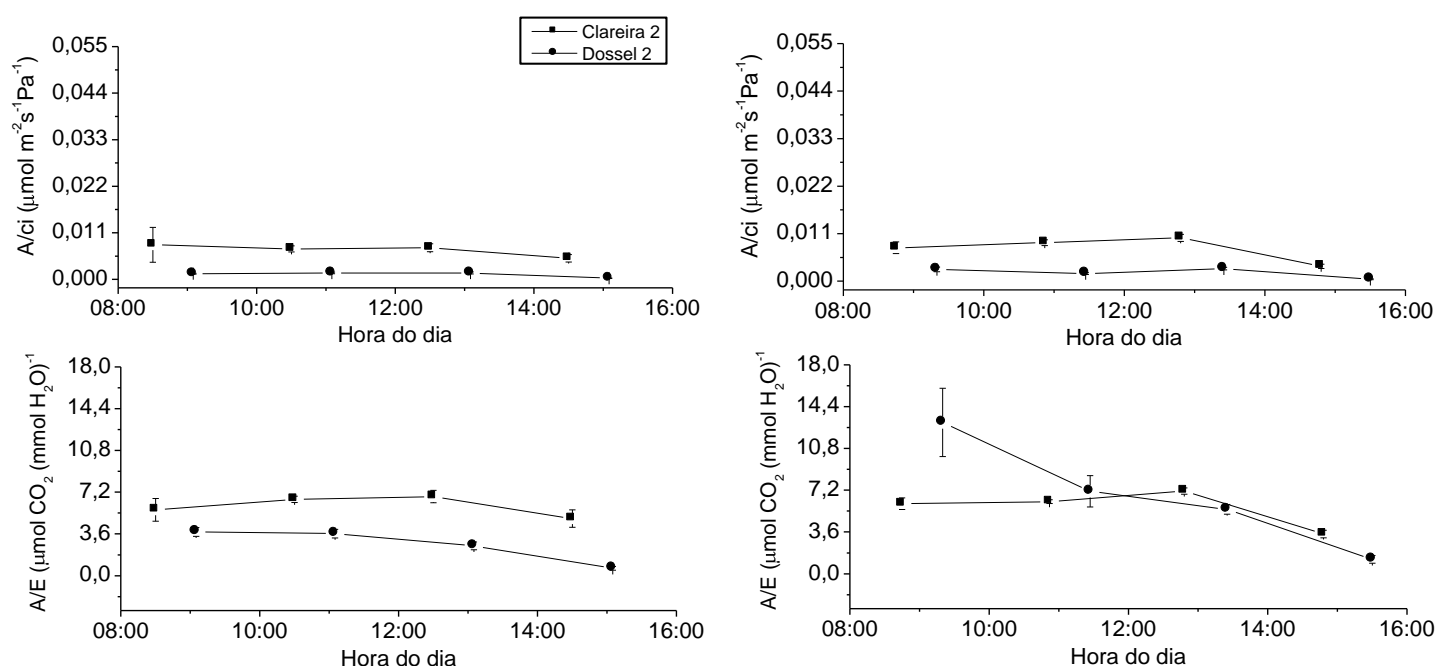 Clareira 2
Dossel 2
A/ci (μmol m⁻²s⁻¹Pa⁻¹)
0,055
0,044
0,033
0,022
0,011
0,000
08:00 10:00 12:00 14:00 16:00
Hora do dia
A/ci (μmol m⁻²s⁻¹Pa⁻¹)
0,055
0,044
0,033
0,022
0,011
0,000
08:00 10:00 12:00 14:00 16:00
Hora do dia
A/E (μmol CO₂ (mmol H₂O)⁻¹
18,0
14,4
10,8
7,2
3,6
0,0
08:00 10:00 12:00 14:00 16:00
Hora do dia
A/E (μmol CO₂ (mmol H₂O)⁻¹
18,0
14,4
10,8
7,2
3,6
0,0
08:00 10:00 12:00 14:00 16:00
Hora do dia